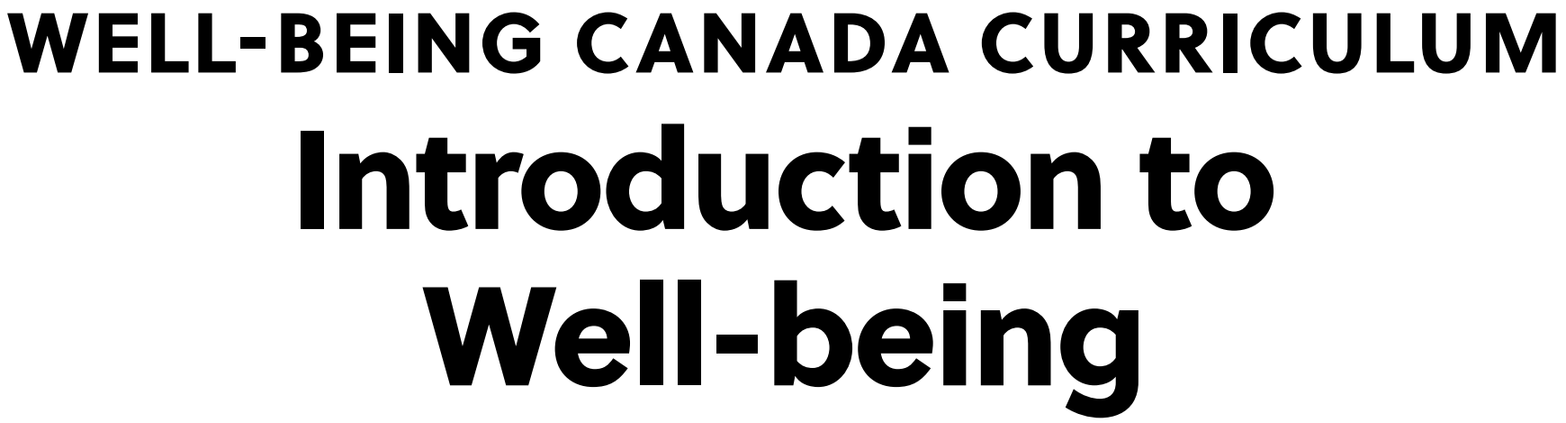 WELL-BEING CANADA CURRICULUM
Introduction to
Well-being